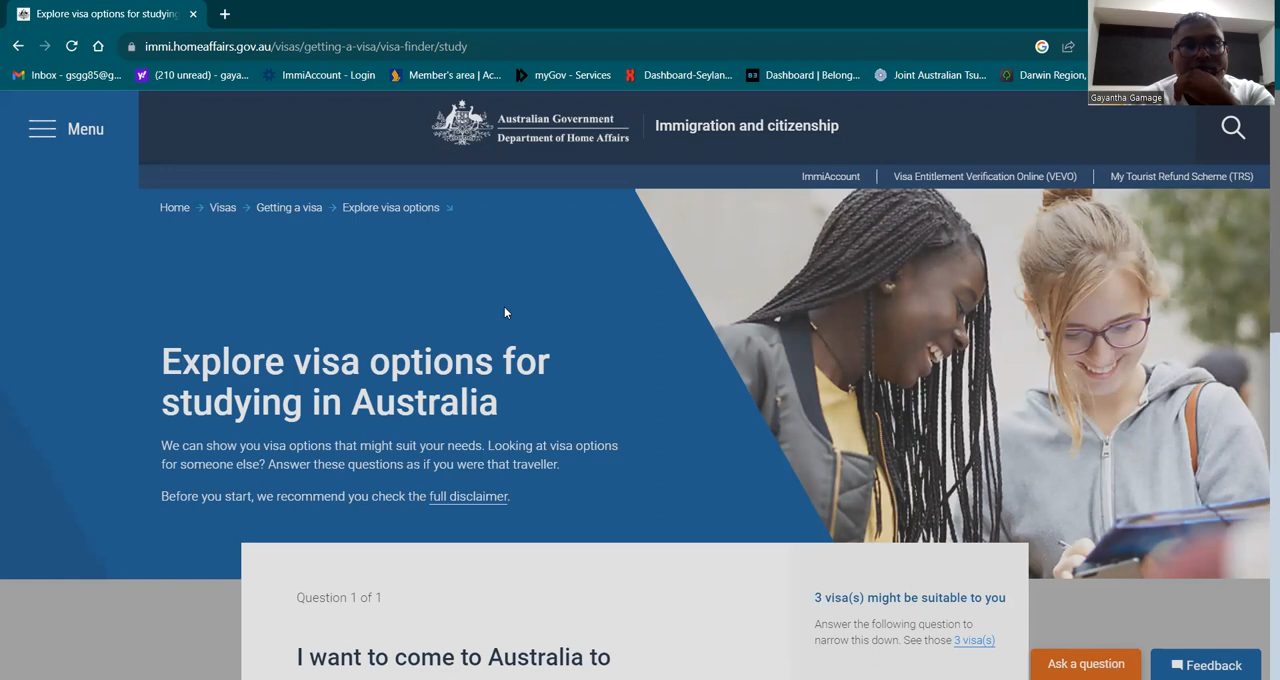 Explore visa options for studying
immi.homeaffairs.gov.au/visas/getting-a-visa/visa-finder/study
Inbox - gsgg85@g... (210 unread) - gaya... ImmiAccount - Login Member's area | Ac... myGov - Services Dashboard-Seylan... Dashboard | Belong... Joint Australian Tsu... Darwin Region,
Gayantha Gamage
Menu
Australian Government
Department of Home Affairs
Immigration and citizenship
ImmiAccount Visa Entitlement Verification Online (VEVO) My Tourist Refund Scheme (TRS)
Home Visas Getting a visa Explore visa options
Explore visa options for
studying in Australia
We can show you visa options that might suit your needs. Looking at visa options
for someone else? Answer these questions as if you were that traveller.
Before you start, we recommend you check the full disclaimer.
Question 1 of 1
I want to come to Australia to
3 visa(s) might be suitable to you
Answer the following question to
narrow this down. See those 3 visa(s)
Ask a question
Feedback